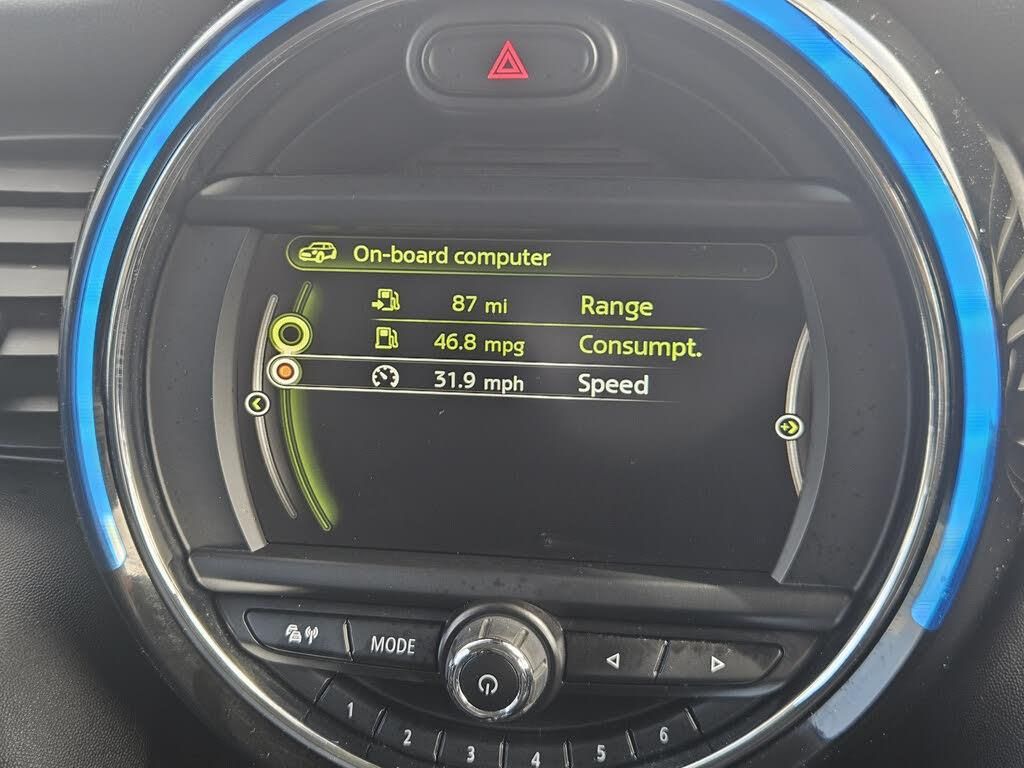 On-board computer
87 mi Range
46.8 mpg Consumpt.
31.9 mph Speed
MODE
1 2 3 4 5 6